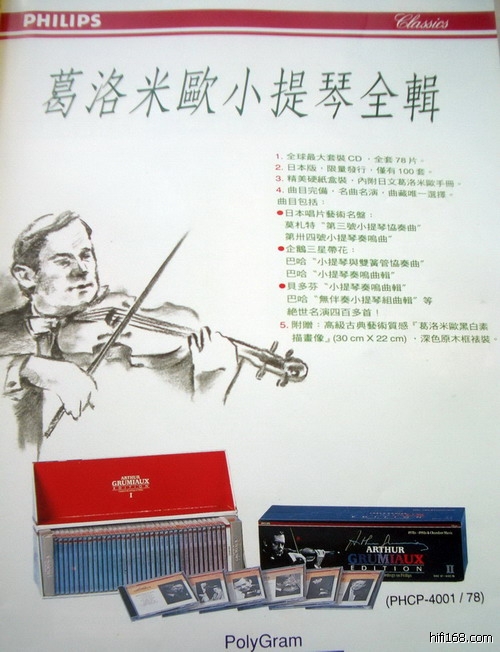 PHILIPS
Classics
葛洛米歐小提琴全輯
1. 全球最大套裝CD,全套78片。
2. 日本版,限量發行,僅有100套。
3. 精美硬紙盒裝,內附日文葛洛米歐手冊。
4. 曲目完備,名曲名演,曲藏唯一選擇。
曲目包括:
●日本唱片藝術名盤:
莫札特“第三號小提琴協奏曲”
第卅四號小提琴奏鳴曲”
●企鵝三星帶花:
巴哈“小提琴與雙簧管協奏曲”
巴哈“小提琴奏鳴曲輯”
●貝多芬“小提琴奏鳴曲輯”
巴哈“無伴奏小提琴組曲輯”等
絕世名演四百多首!
5. 附贈:高級古典藝術質感『葛洛米歐黑白素
描畫像』(30 cm X 22 cm),深色原木框裱裝。
ARTHUR
GRUMIAUX
EDITION
I
ARTHUR
GRUMIAUX
EDITION
II
(PHCP-4001 / 78)
PolyGram
hifi168.com